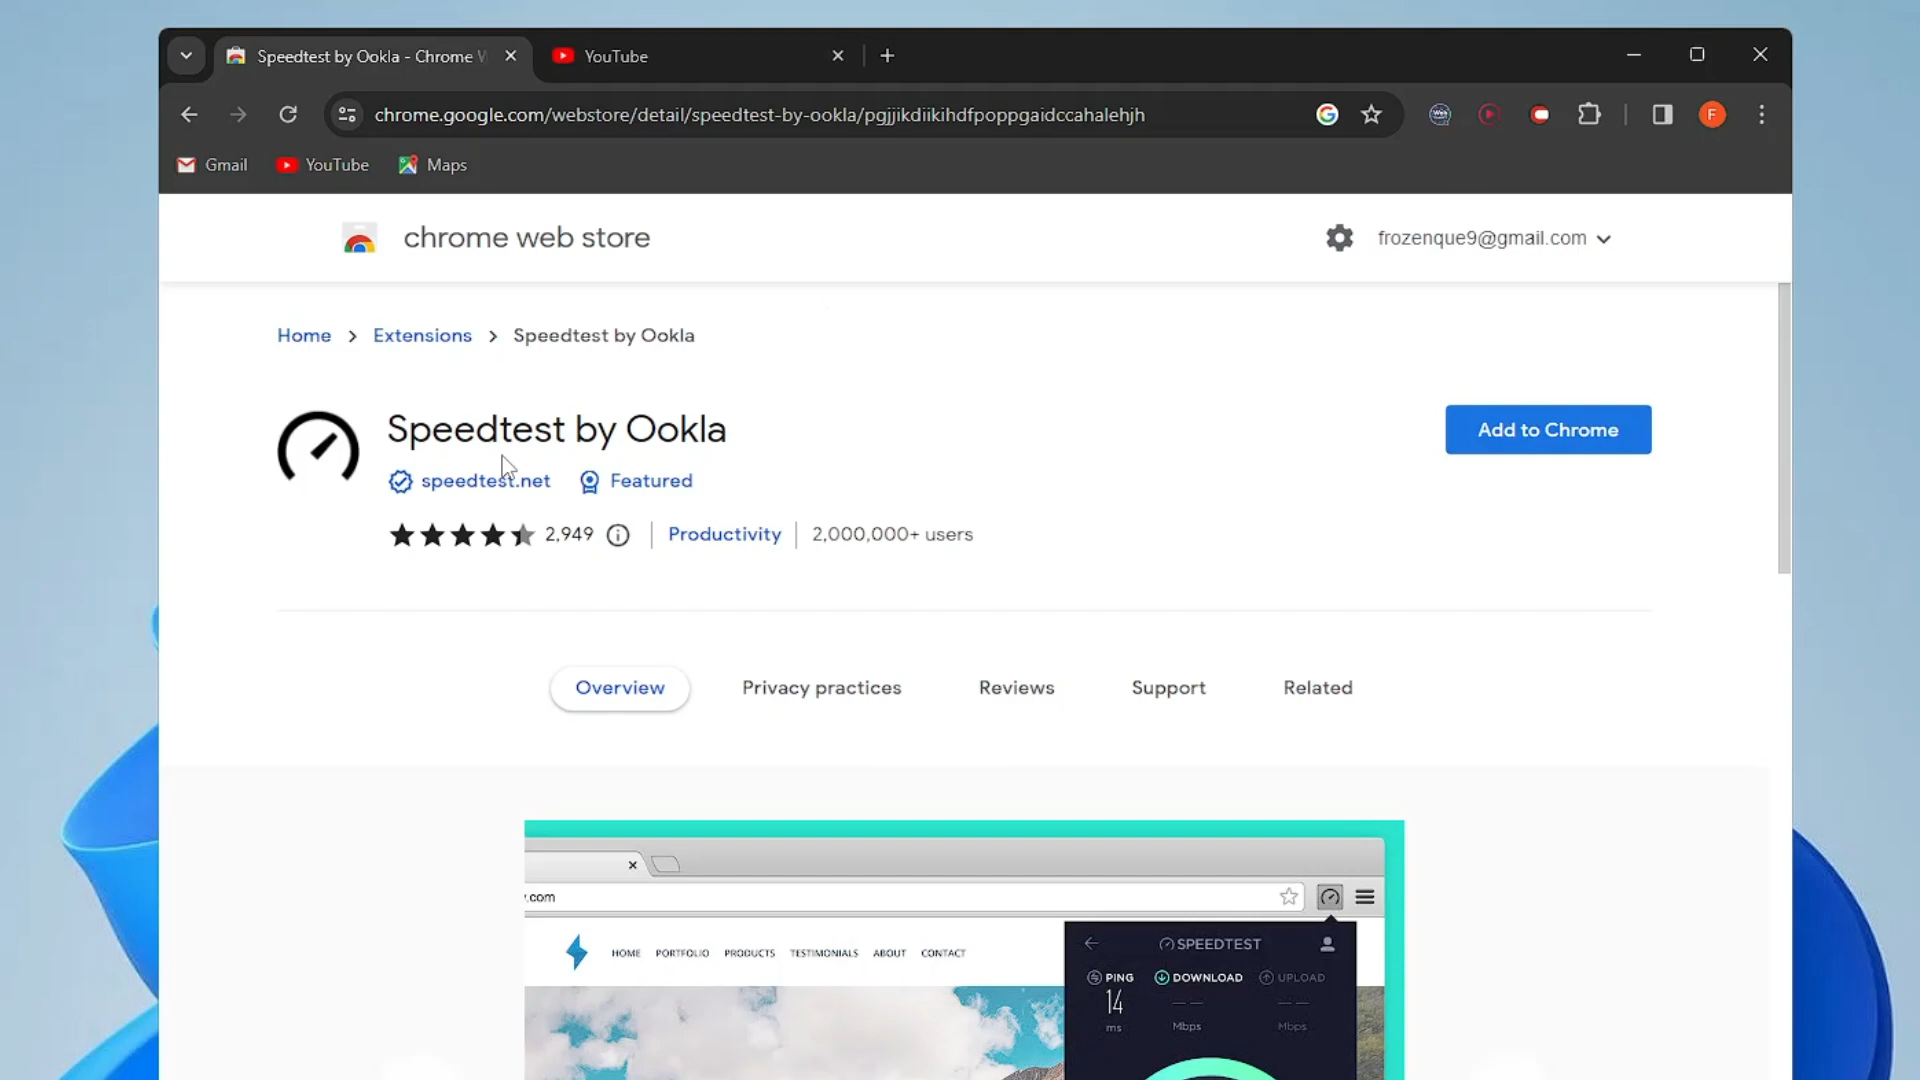 Speedtest by Ookla - Chrome W
YouTube
chrome.google.com/webstore/detail/speedtest-by-ookla/pgjjikdiikihdfpoppgaidccahalehjh
F
Gmail
YouTube
Maps
chrome web store
frozenque9@gmail.com
Home > Extensions > Speedtest by Ookla
Speedtest by Ookla
Add to Chrome
speedtest.net
Featured
2,949
Productivity
2,000,000+ users
Overview
Privacy practices
Reviews
Support
Related
.com
HOME PORTFOLIO PRODUCTS TESTIMONIALS ABOUT CONTACT
SPEEDTEST
PING DOWNLOAD UPLOAD
14
ms Mbps Mbps